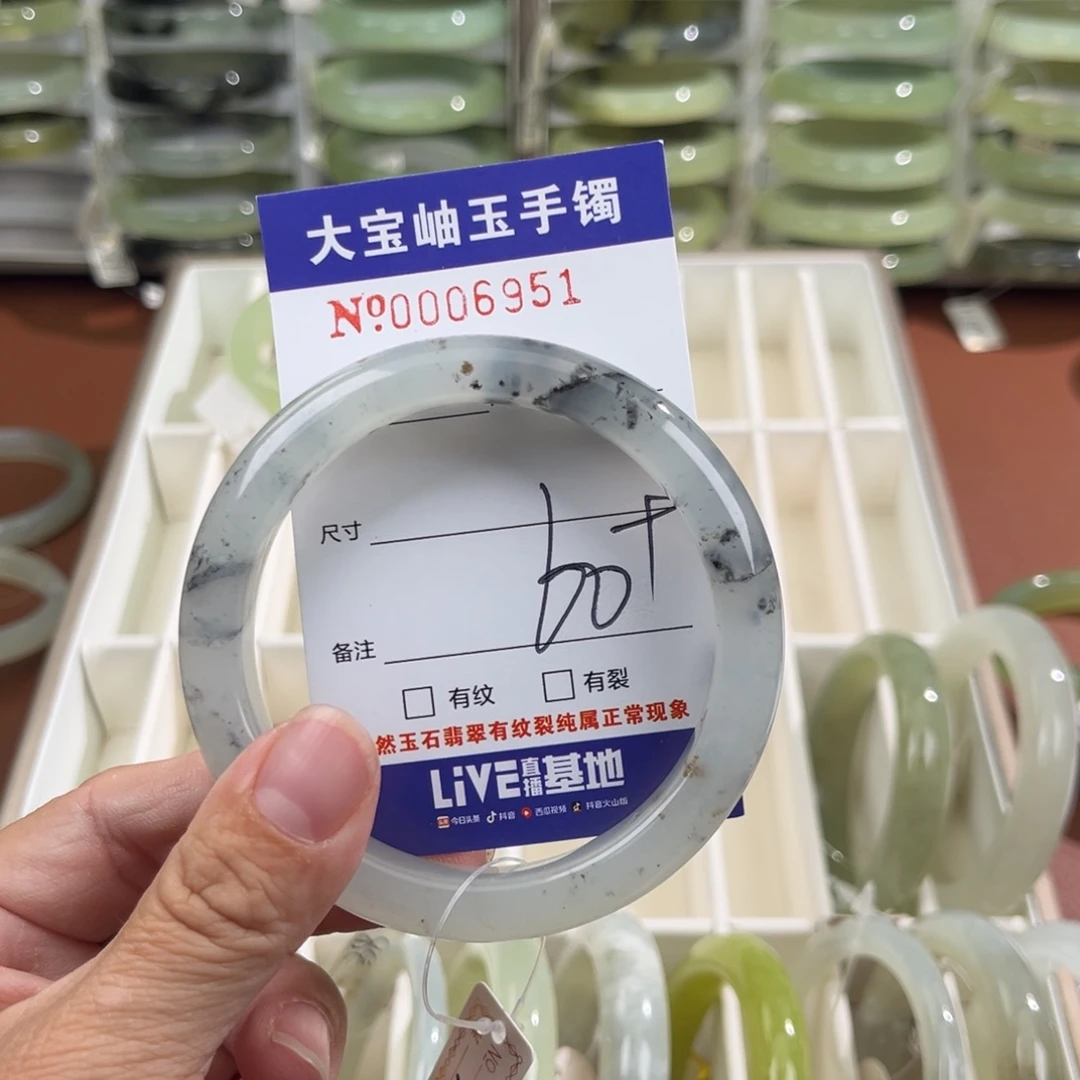 大宝岫玉手镯
Nº0006951
尺寸
60+
备注
□ 有纹 □ 有裂
然玉石翡翠有纹裂纯属正常现象
LiVE直播基地
今日头条 抖音 西瓜视频 抖音火山版